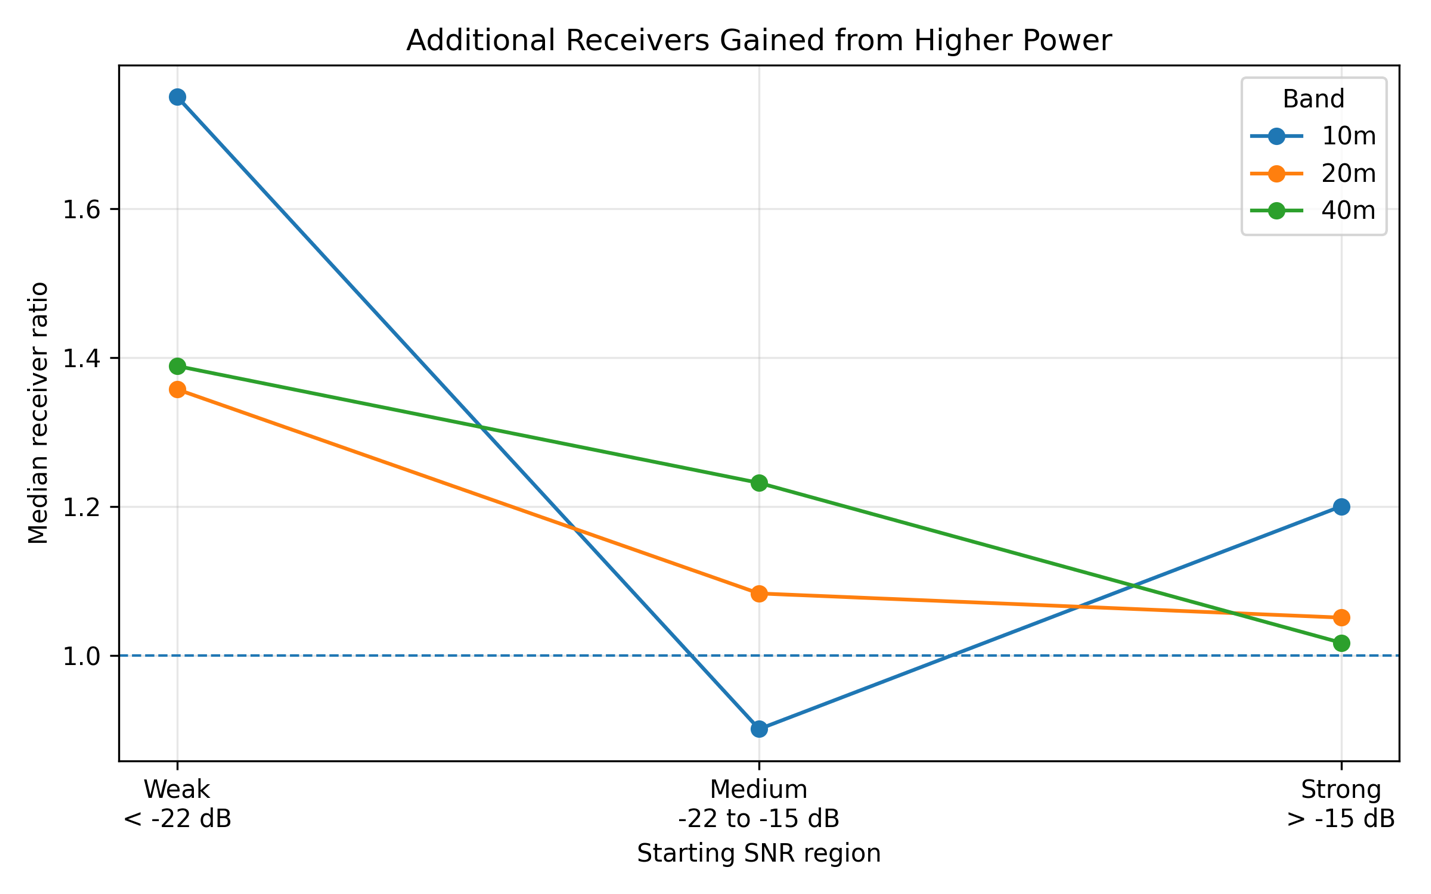 Additional Receivers Gained from Higher Power
Band
10m
20m
40m
Median receiver ratio
1.6
1.4
1.2
1.0
Weak
< -22 dB
Medium
-22 to -15 dB
Strong
> -15 dB
Starting SNR region